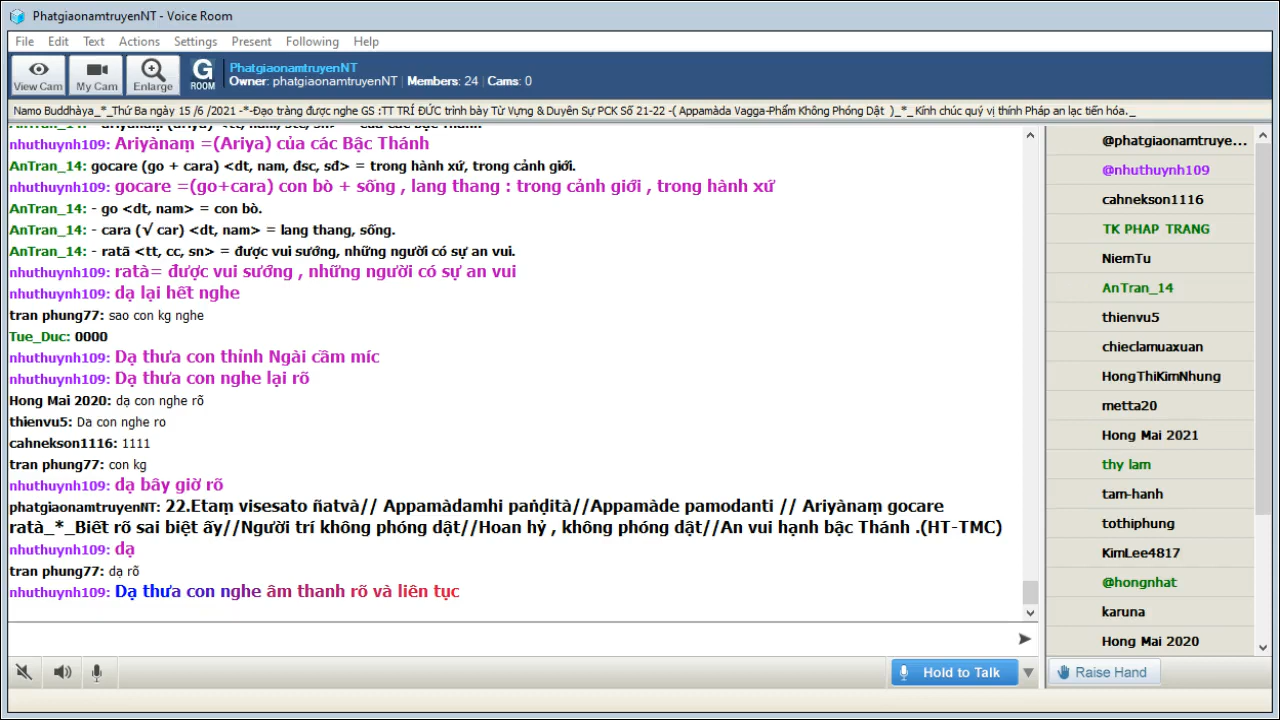 PhatgiaonamtruyenNT - Voice Room
File Edit Text Actions Settings Present Following Help
View Cam My Cam Enlarge G ROOM
PhatgiaonamtruyenNT
Owner: phatgiaonamtruyenNT | Members: 24 | Cams: 0
Namo Buddhàya_*_Thứ Ba ngày 15 /6 /2021 -*-Đạo tràng được nghe GS :TT TRÍ ĐỨC trình bày Từ Vựng & Duyên Sự PCK Số 21-22 -( Appamàda Vagga-Phẩm Không Phóng Dật )_*_ Kính chúc quý vị thính Pháp an lạc tiến hóa._
nhuthuynh109: Ariyànaṃ =(Ariya) của các Bậc Thánh
AnTran_14: gocare (go + cara) <dt, nam, đsc, sđ> = trong hành xứ, trong cảnh giới.
nhuthuynh109: gocare =(go+cara) con bò + sống , lang thang : trong cảnh giới , trong hành xứ
AnTran_14: - go <dt, nam> = con bò.
AnTran_14: - cara (√ car) <dt, nam> = lang thang, sống.
AnTran_14: - ratā <tt, cc, sn> = được vui sướng, những người có sự an vui.
nhuthuynh109: ratà= được vui sướng , những người có sự an vui
nhuthuynh109: dạ lại hết nghe
tran phung77: sao con kg nghe
Tue_Duc: 0000
nhuthuynh109: Dạ thưa con thỉnh Ngài cầm míc
nhuthuynh109: Dạ thưa con nghe lại rõ
Hong Mai 2020: dạ con nghe rõ
thienvu5: Da con nghe ro
cahnekson1116: 1111
tran phung77: con kg
nhuthuynh109: dạ bây giờ rõ
phatgiaonamtruyenNT: 22.Etaṃ visesato ñatvà// Appamàdamhi paṅḍità//Appamàde pamodanti // Ariyànaṃ gocare
ratà_*_Biết rõ sai biệt ấy//Người trí không phóng dật//Hoan hỷ , không phóng dật//An vui hạnh bậc Thánh .(HT-TMC)
nhuthuynh109: dạ
tran phung77: dạ rõ
nhuthuynh109: Dạ thưa con nghe âm thanh rõ và liên tục
@phatgiaonamtruye...
@nhuthuynh109
cahnekson1116
TK PHAP TRANG
NiemTu
AnTran_14
thienvu5
chieclamuaxuan
HongThiKimNhung
metta20
Hong Mai 2021
thy lam
tam-hanh
tothiphung
KimLee4817
@hongnhat
karuna
Hong Mai 2020
Hold to Talk
Raise Hand